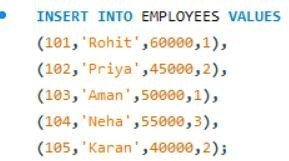 INSERT INTO EMPLOYEES VALUES
(101,'Rohit',60000,1),
(102,'Priya',45000,2),
(103,'Aman',50000,1),
(104,'Neha',55000,3),
(105,'Karan',40000,2);